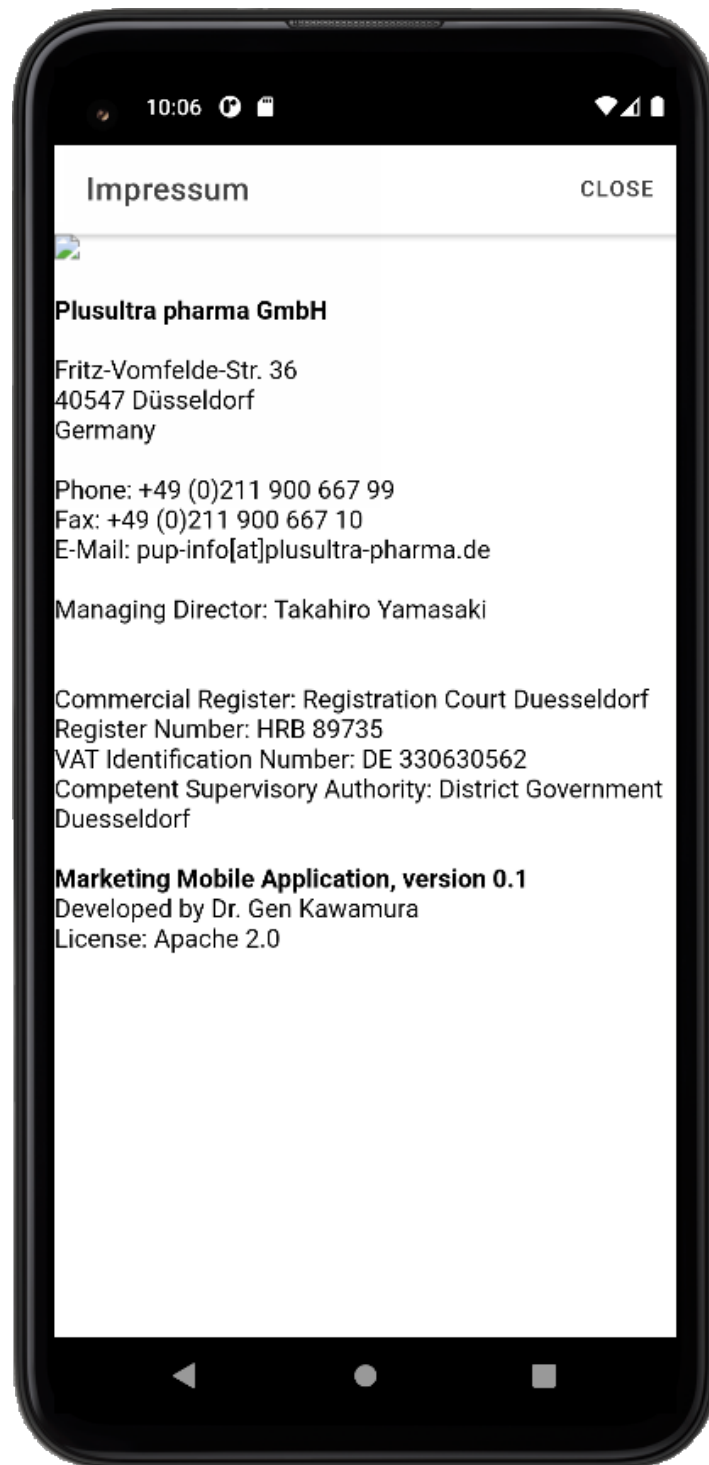 10:06
Impressum
CLOSE
Plusultra pharma GmbH
Fritz-Vomfelde-Str. 36
40547 Düsseldorf
Germany
Phone: +49 (0)211 900 667 99
Fax: +49 (0)211 900 667 10
E-Mail: pup-info[at]plusultra-pharma.de
Managing Director: Takahiro Yamasaki
Commercial Register: Registration Court Duesseldorf
Register Number: HRB 89735
VAT Identification Number: DE 330630562
Competent Supervisory Authority: District Government
Duesseldorf
Marketing Mobile Application, version 0.1
Developed by Dr. Gen Kawamura
License: Apache 2.0